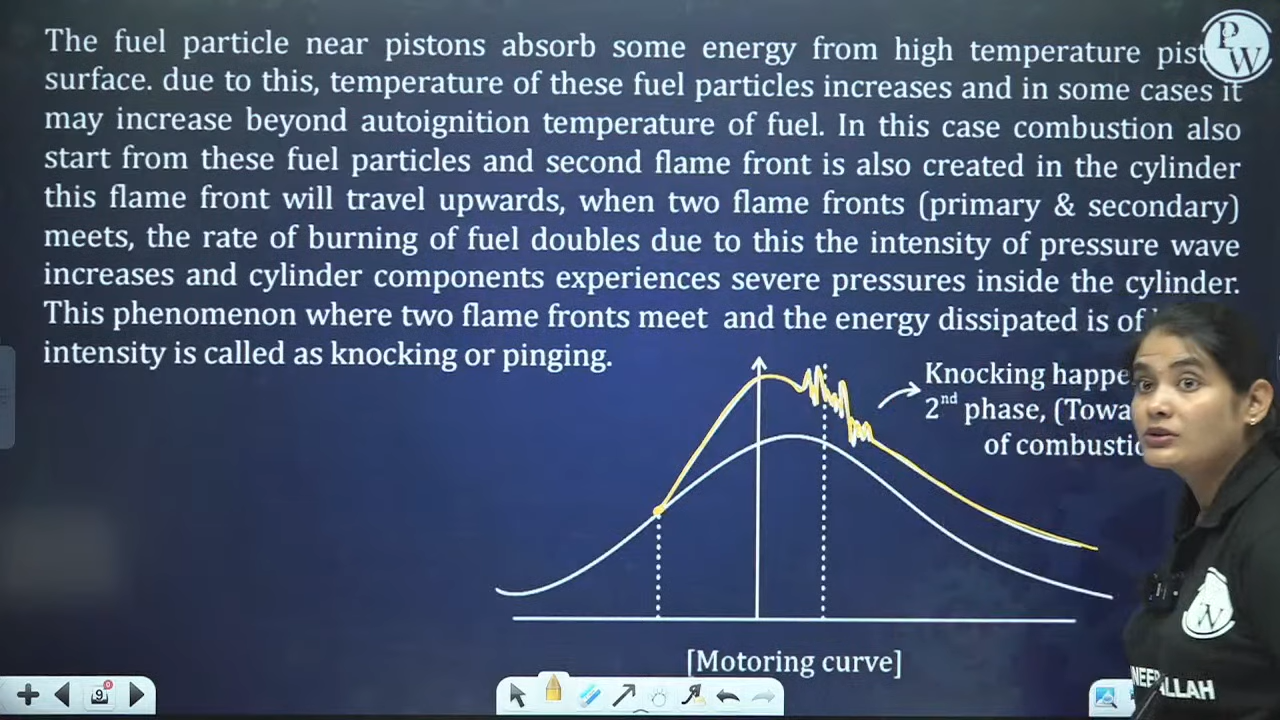 The fuel particle near pistons absorb some energy from high temperature
surface. due to this, temperature of these fuel particles increases and in some cases it
may increase beyond autoignition temperature of fuel. In this case combustion also
start from these fuel particles and second flame front is also created in the cylinder
this flame front will travel upwards, when two flame fronts (primary & secondary)
meets, the rate of burning of fuel doubles due to this the intensity of pressure wave
increases and cylinder components experiences severe pressures inside the cylinder.
This phenomenon where two flame fronts meet and the energy dissipated is of
intensity is called as knocking or pinging.
Knocking
2nd phase,
of
[Motoring curve]
9
PW
W